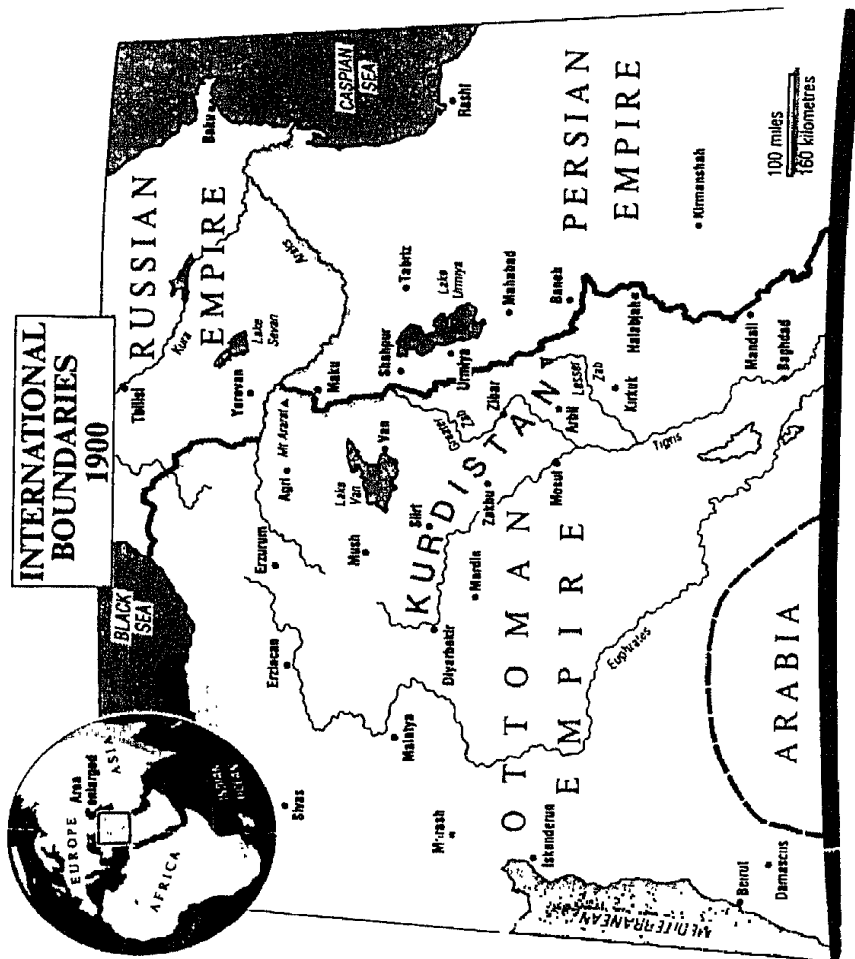 INTERNATIONAL
BOUNDARIES
1900
EUROPE
Area
enlarged
ASIA
AFRICA
INDIAN
OCEAN
BLACK
SEA
CASPIAN
SEA
RUSSIAN
EMPIRE
Tbilisi
Kura
Baku
Yerevan
Lake
Sevan
Araks
Mt Ararat
Agri
Maku
Erzurum
Erzincan
Sivas
Mush
Lake
Van
Van
Shahpur
Tabriz
Lake
Urmiya
Urmiya
Mahabad
Rasht
Malatya
Diyarbakir
Siirt
KURDISTAN
Greater
Zab
Zibar
Zakhu
Mardin
M'rash
Mosul
Arbil
Lesser
Zab
Baneh
PERSIAN
EMPIRE
OTTOMAN
EMPIRE
Iskenderun
Kirkuk
Halabjah
Kirmanshah
Tigris
Euphrates
Mandali
Baghdad
MEDITERRANEAN
Beirut
Damascus
ARABIA
100 miles
160 kilometres